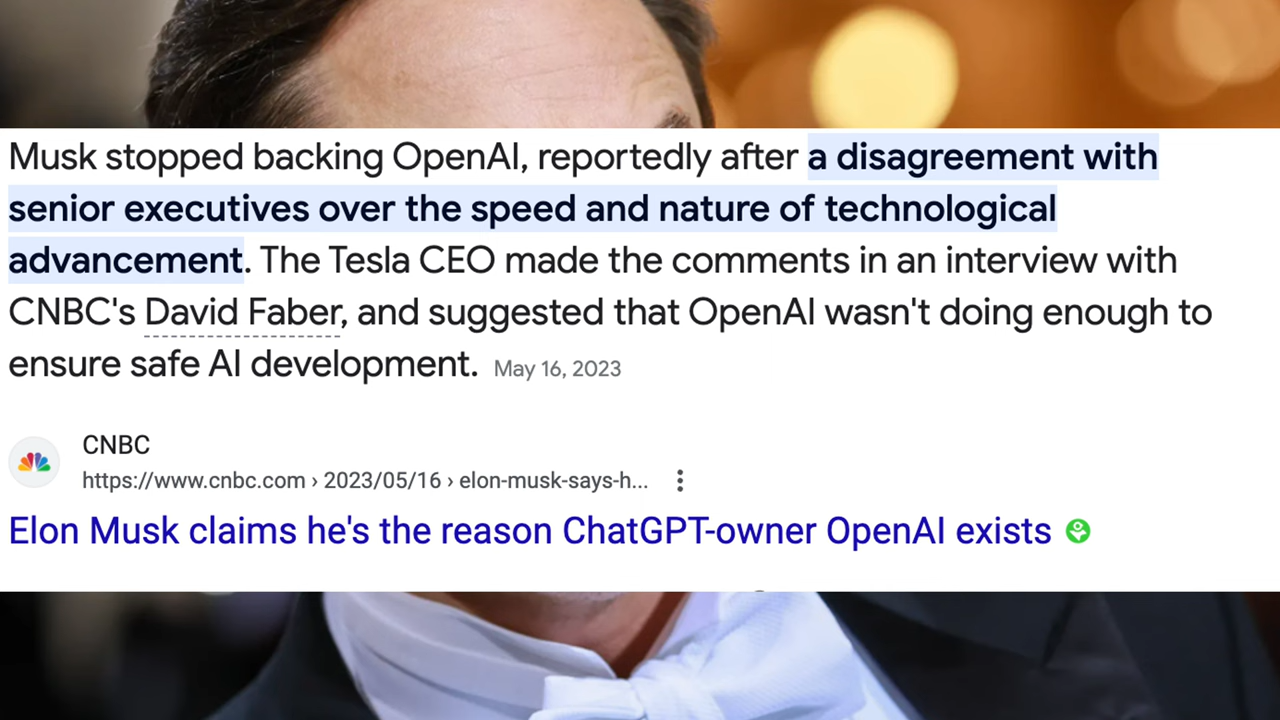 Musk stopped backing OpenAI, reportedly after a disagreement with
senior executives over the speed and nature of technological
advancement. The Tesla CEO made the comments in an interview with
CNBC's David Faber, and suggested that OpenAI wasn't doing enough to
ensure safe AI development. May 16, 2023
CNBC
https://www.cnbc.com › 2023/05/16 › elon-musk-says-h...
Elon Musk claims he's the reason ChatGPT-owner OpenAI exists